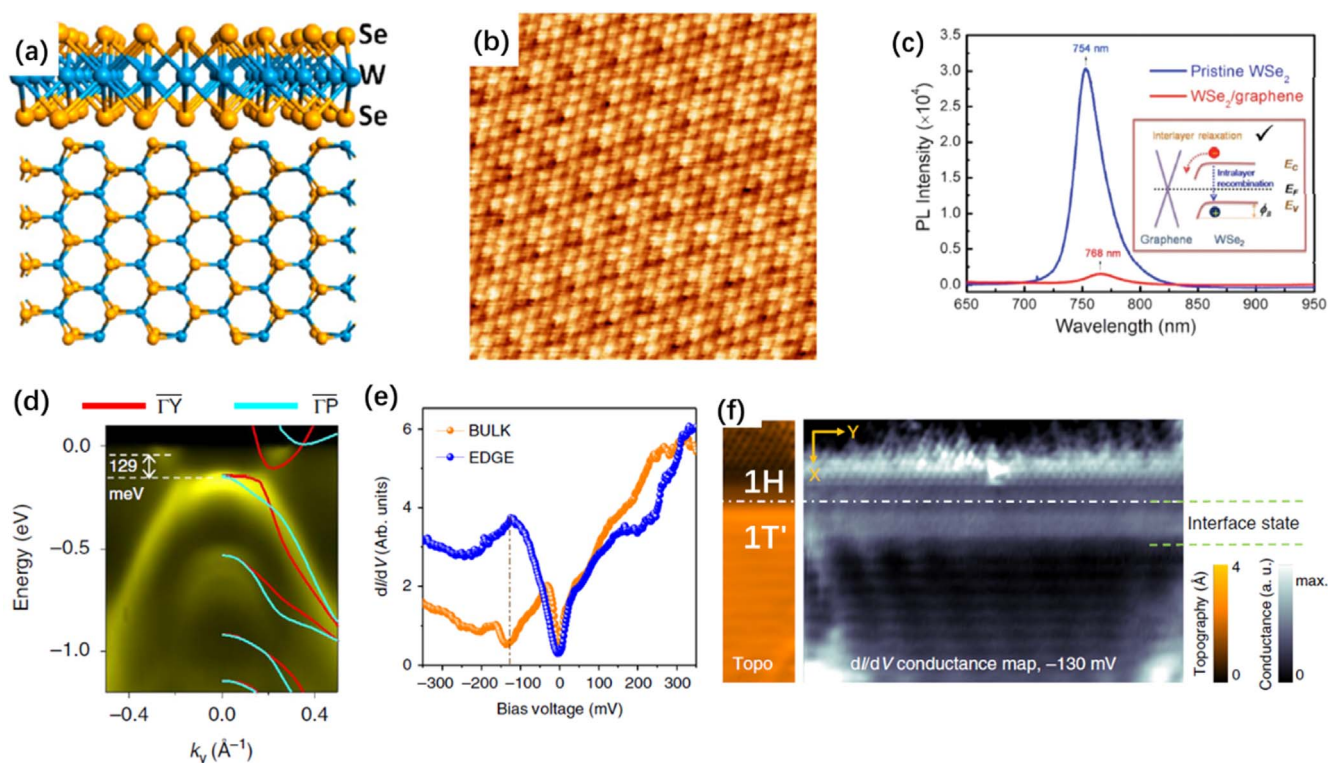 (a)
Se
W
Se
(b)
(c)
PL Intensity (×10⁴)
3.5
3.0
2.5
2.0
1.5
1.0
0.5
0.0
754 nm
768 nm
Pristine WSe₂
WSe₂/graphene
Interlayer relaxation ✓
Intralayer
recombination
E_C
E_F
E_V
ϕ_B
Graphene
WSe₂
650 700 750 800 850 900 950
Wavelength (nm)
(d)
Γ̅Y̅
Γ̅P̅
Energy (eV)
0.0
−0.5
−1.0
129
meV
−0.4 0.0 0.4
k_y (Å⁻¹)
(e)
dI/dV (Arb. units)
6
4
2
0
BULK
EDGE
−300 −200 −100 0 100 200 300
Bias voltage (mV)
(f)
1H
1T'
Topo
Y
X
dI/dV conductance map, −130 mV
Interface state
Topography (Å)
4
0
Conductance (a. u.)
max.
0